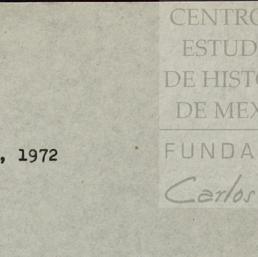 CENTRO
ESTUD
DE HISTO
DE MEX
FUNDA
Carlos
, 1972